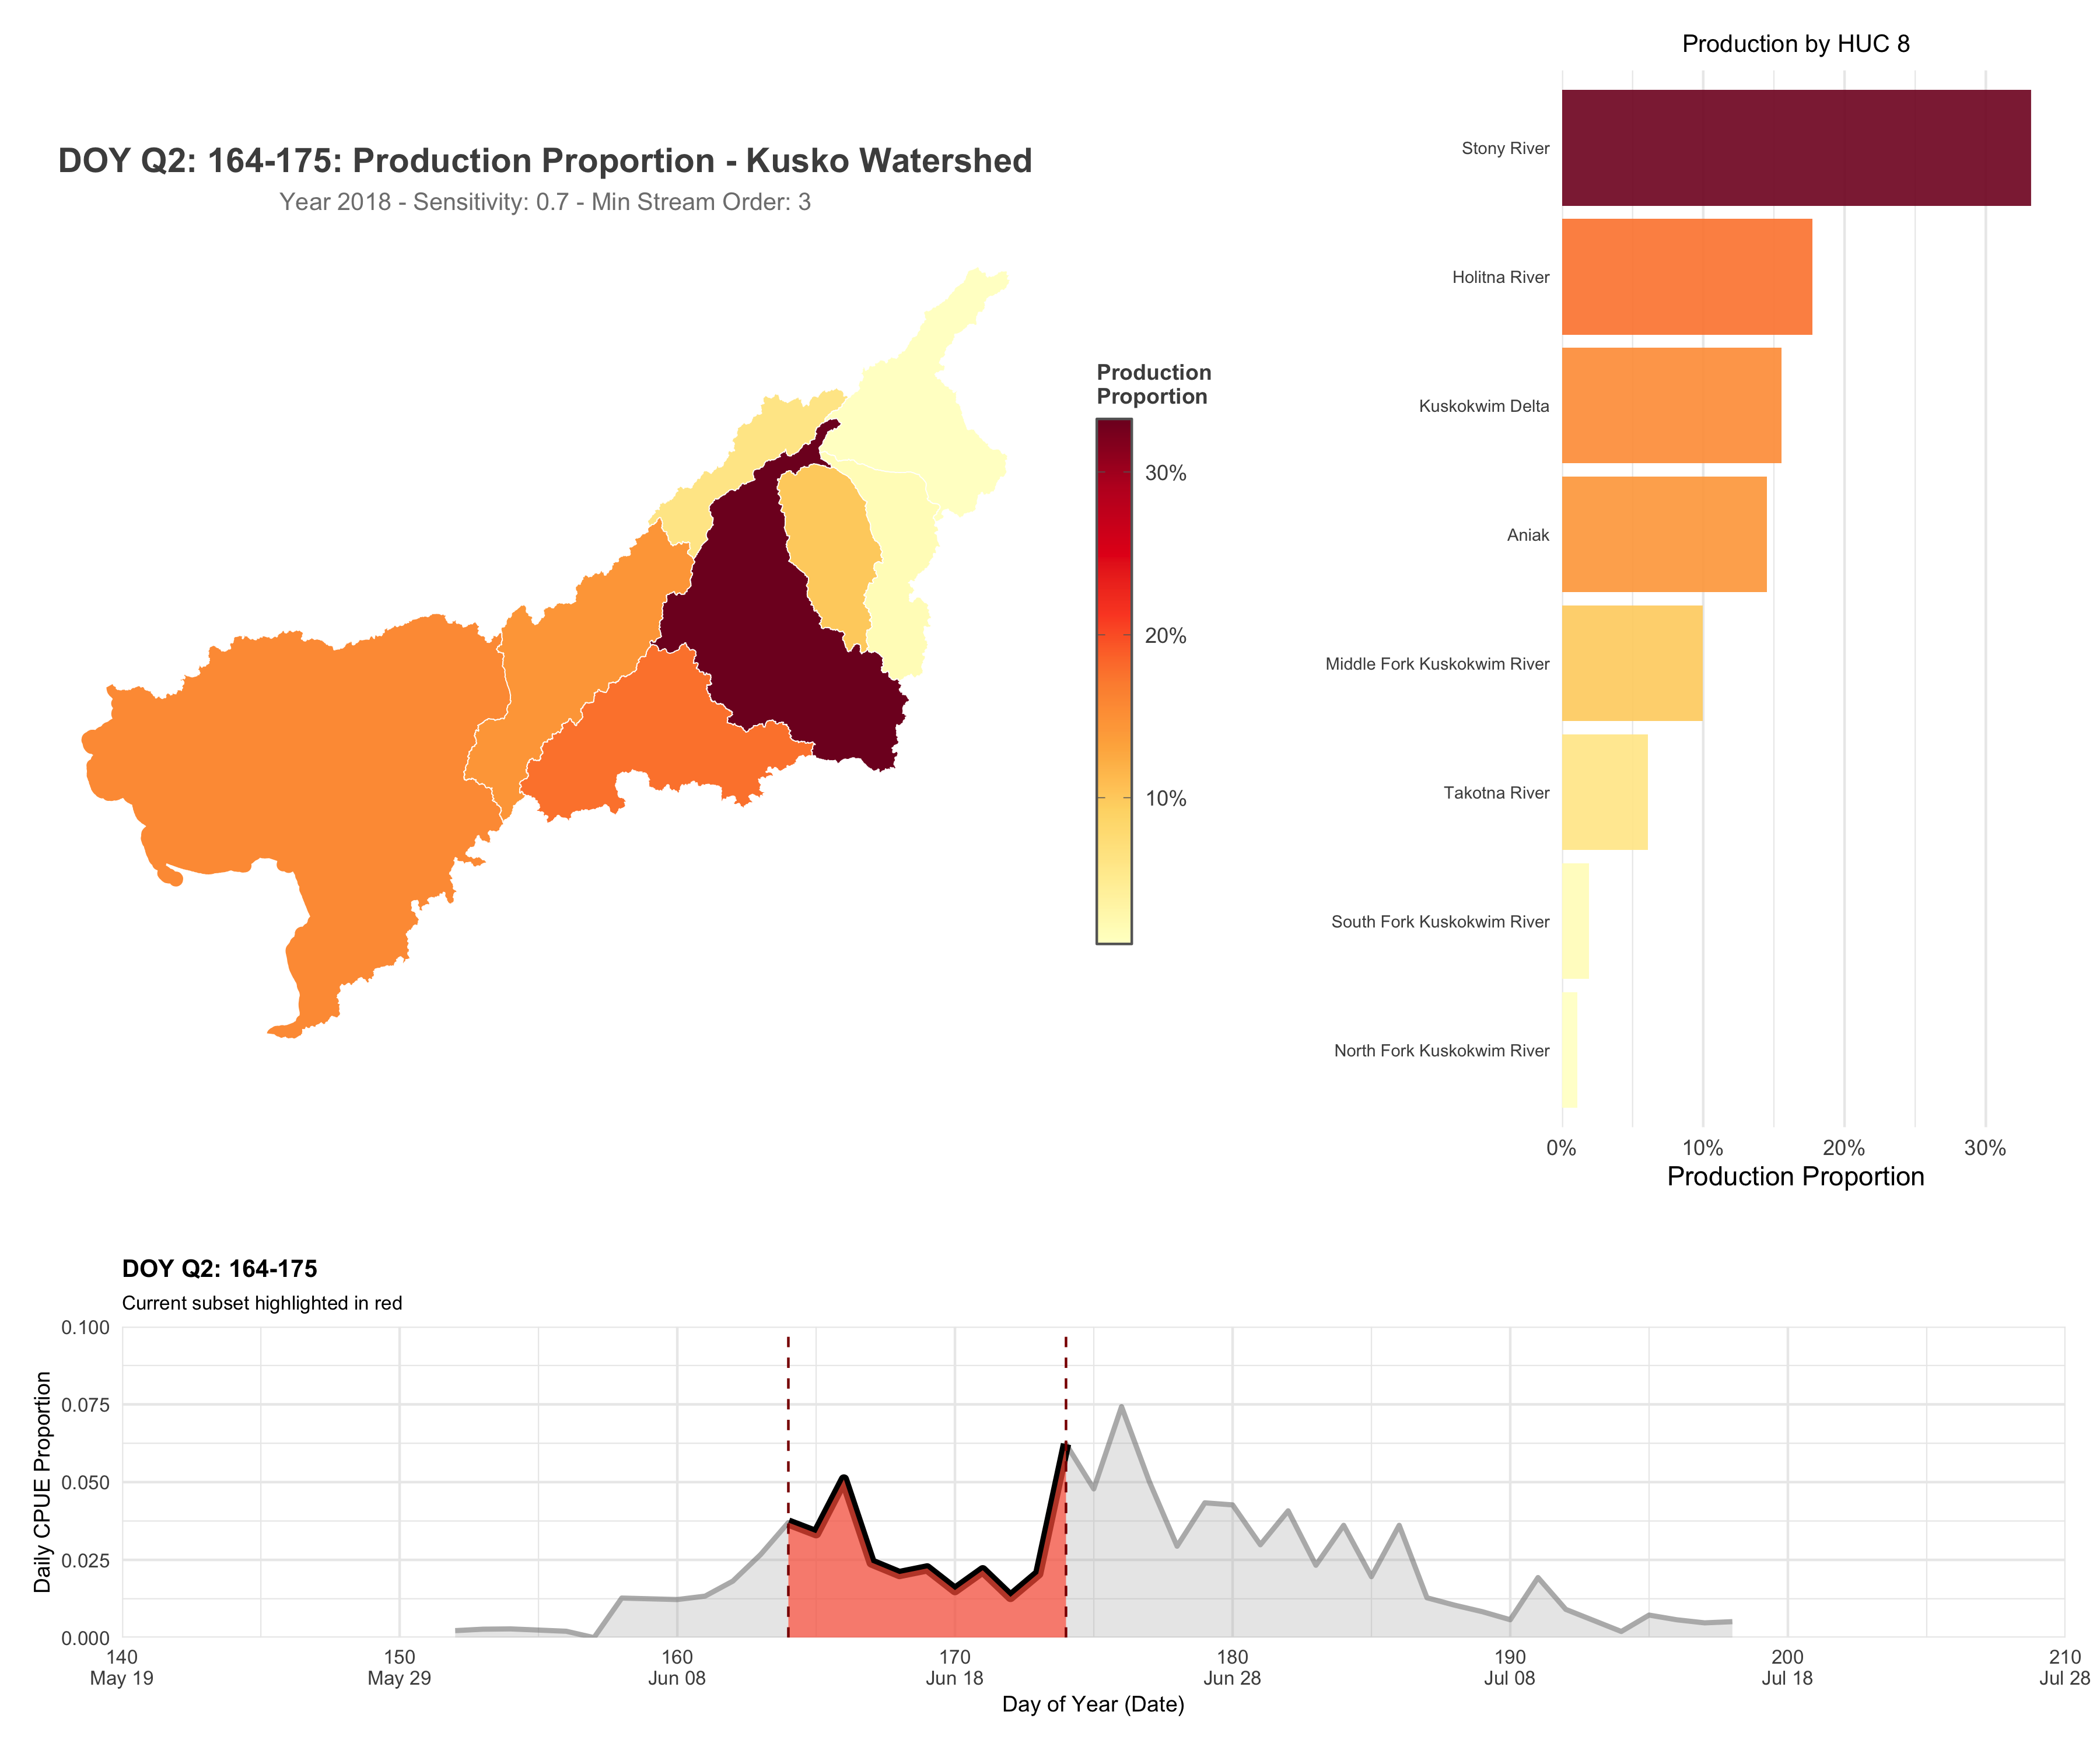 DOY Q2: 164-175: Production Proportion - Kusko Watershed
Year 2018 - Sensitivity: 0.7 - Min Stream Order: 3
Production
Proportion
30%
20%
10%
Production by HUC 8
Stony River
Holitna River
Kuskokwim Delta
Aniak
Middle Fork Kuskokwim River
Takotna River
South Fork Kuskokwim River
North Fork Kuskokwim River
0% 10% 20% 30%
Production Proportion
DOY Q2: 164-175
Current subset highlighted in red
Daily CPUE Proportion
0.100
0.075
0.050
0.025
0.000
140 150 160 170 180 190 200 210
May 19 May 29 Jun 08 Jun 18 Jun 28 Jul 08 Jul 18 Jul 28
Day of Year (Date)